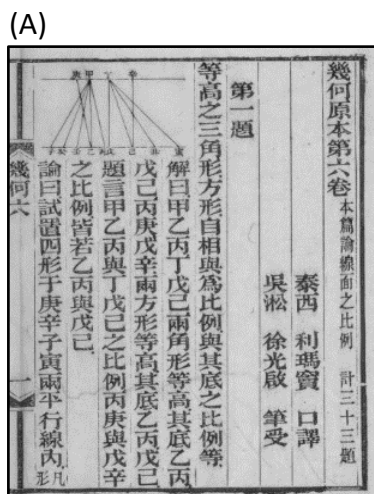 (A)
幾何原本第六卷 本篇論線面之比例 計三十三題
泰西 利瑪竇 口譯
吳淞 徐光啟 筆受
第一題
等高之三角形方形自相與為比例與其底之比例等
解曰甲乙丙丁戊己兩角形等高其底乙丙
戊己丙庚戊辛兩方形等高其底乙丙戊己
題言甲乙丙與丁戊己之比例丙庚與戊辛
之比例皆若乙丙與戊己
論曰試置四形于庚辛子寅兩平行線內 凡形
庚 甲 丁 辛
幾何六
一